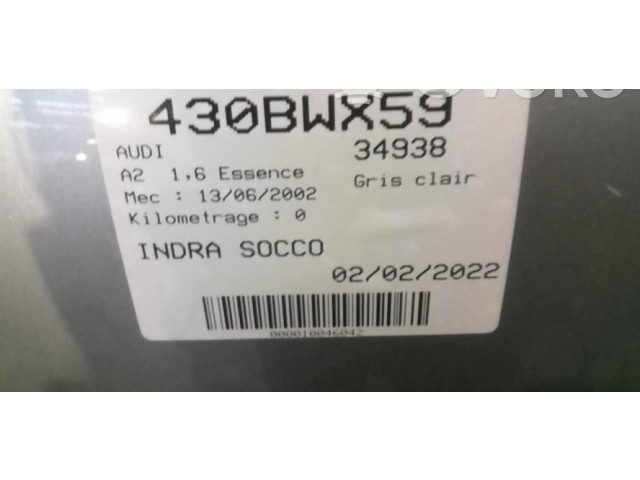 430BWX59
AUDI 34938
A2 1,6 Essence Gris clair
Mec : 13/06/2002
Kilometrage : 0
INDRA SOCCO
02/02/2022
000010046042